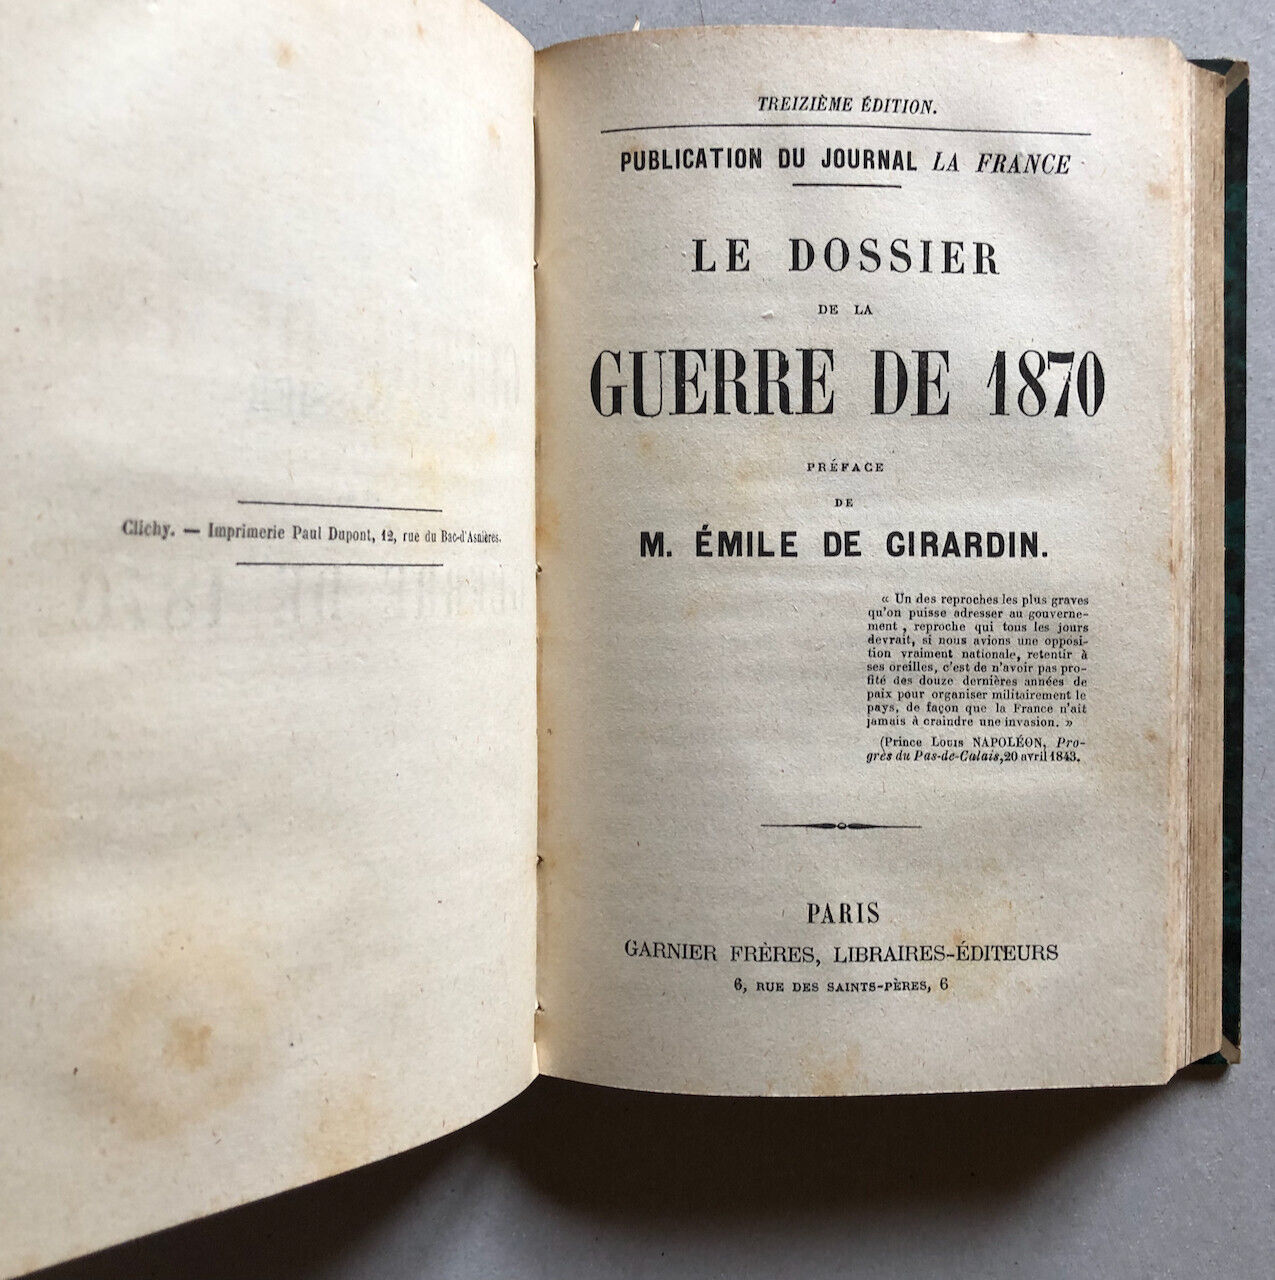 Clichy. — Imprimerie Paul Dupont, 12, rue du Bac-d'Asnières.
TREIZIÈME ÉDITION.
PUBLICATION DU JOURNAL LA FRANCE
LE DOSSIER
DE LA
GUERRE DE 1870
PRÉFACE
DE
M. ÉMILE DE GIRARDIN.
« Un des reproches les plus graves
qu'on puisse adresser au gouverne-
ment, reproche qui tous les jours
devrait, si nous avions une opposi-
tion vraiment nationale, retentir à
ses oreilles, c'est de n'avoir pas pro-
fité des douze dernières années de
paix pour organiser militairement le
pays, de façon que la France n'ait
jamais à craindre une invasion. »
(Prince Louis NAPOLÉON, Pro-
grès du Pas-de-Calais, 20 avril 1843.
PARIS
GARNIER FRÈRES, LIBRAIRES-ÉDITEURS
6, RUE DES SAINTS-PÈRES, 6